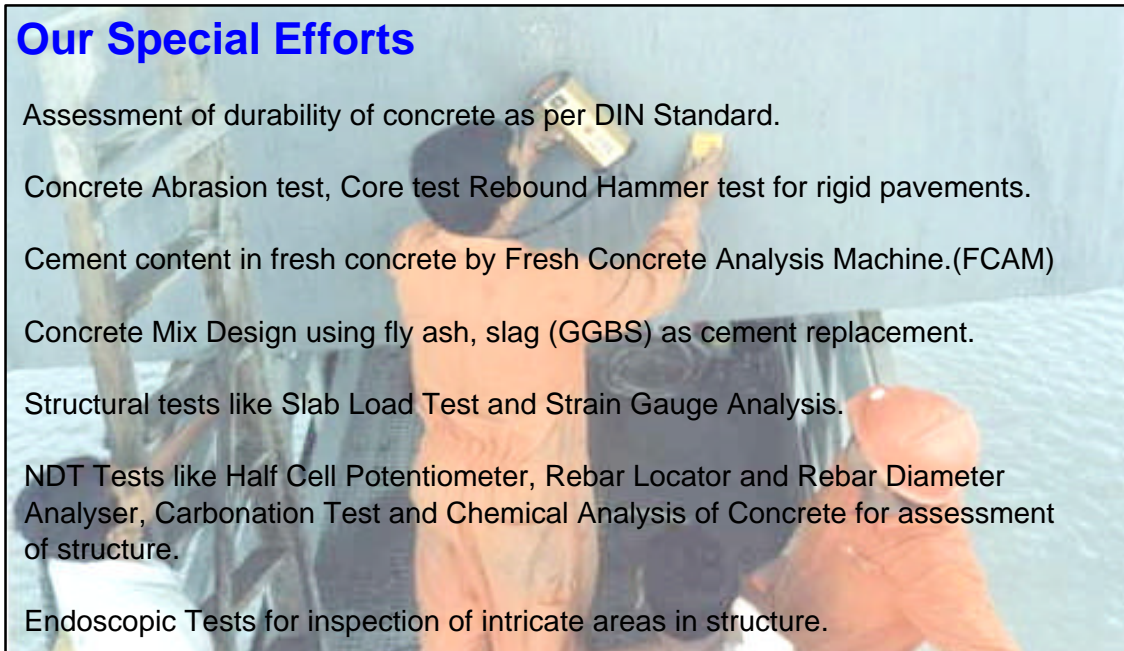 Our Special Efforts
Assessment of durability of concrete as per DIN Standard.
Concrete Abrasion test, Core test Rebound Hammer test for rigid pavements.
Cement content in fresh concrete by Fresh Concrete Analysis Machine.(FCAM)
Concrete Mix Design using fly ash, slag (GGBS) as cement replacement.
Structural tests like Slab Load Test and Strain Gauge Analysis.
NDT Tests like Half Cell Potentiometer, Rebar Locator and Rebar Diameter
Analyser, Carbonation Test and Chemical Analysis of Concrete for assessment
of structure.
Endoscopic Tests for inspection of intricate areas in structure.